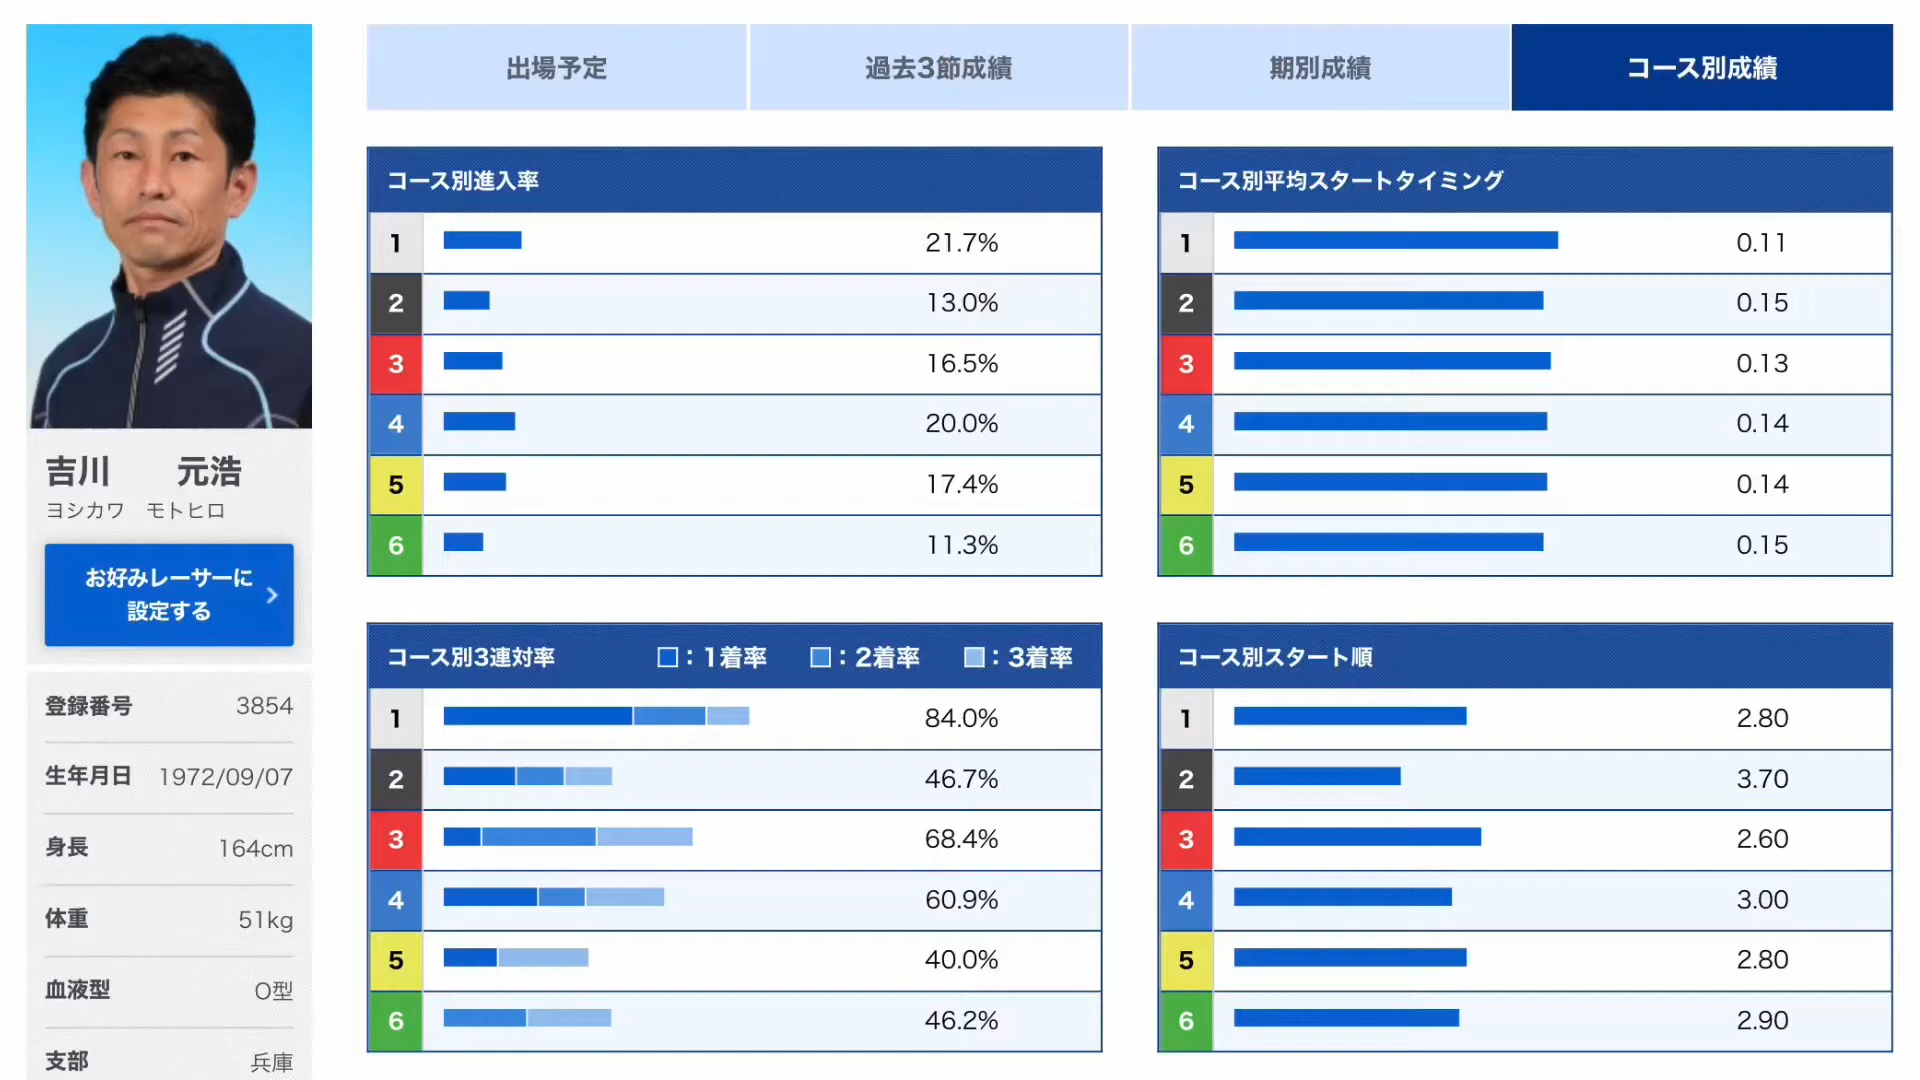 出場予定
過去3節成績
期別成績
コース別成績
吉川 元浩
ヨシカワ モトヒロ
お好みレーサーに
設定する
登録番号 3854
生年月日 1972/09/07
身長 164cm
体重 51kg
血液型 O型
支部 兵庫
コース別進入率
1 21.7%
2 13.0%
3 16.5%
4 20.0%
5 17.4%
6 11.3%
コース別平均スタートタイミング
1 0.11
2 0.15
3 0.13
4 0.14
5 0.14
6 0.15
コース別3連対率 :1着率 :2着率 :3着率
1 84.0%
2 46.7%
3 68.4%
4 60.9%
5 40.0%
6 46.2%
コース別スタート順
1 2.80
2 3.70
3 2.60
4 3.00
5 2.80
6 2.90